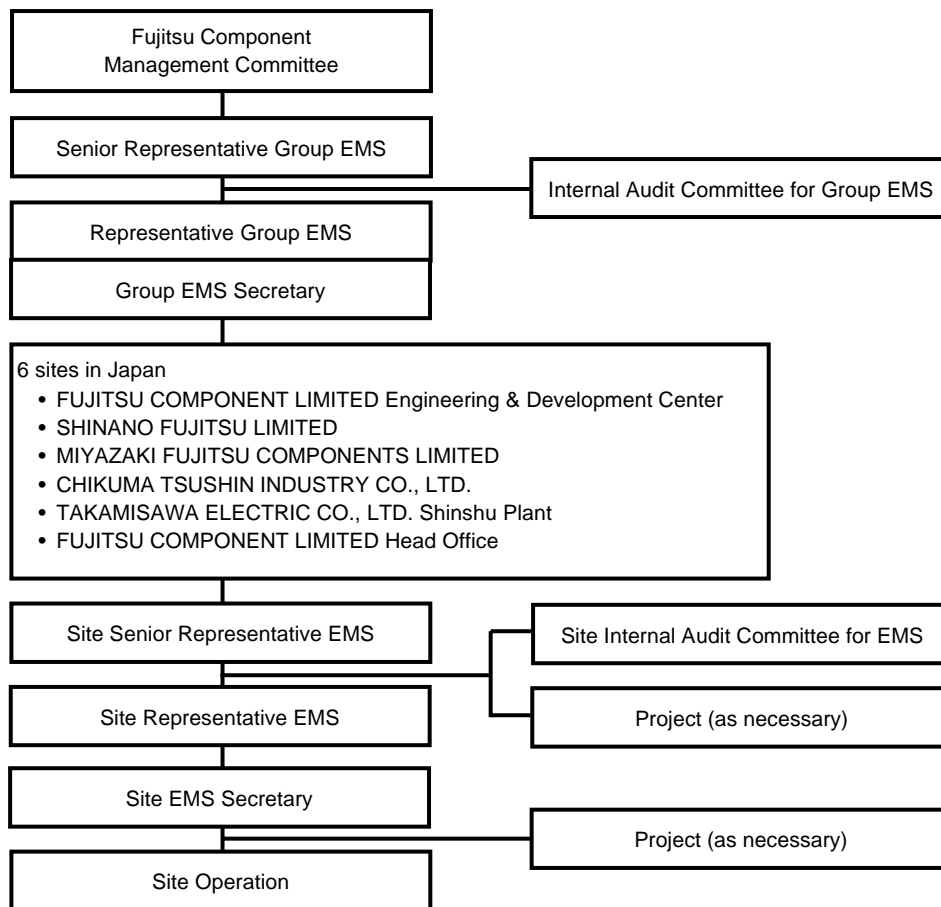 Fujitsu Component
Management Committee
Senior Representative Group EMS
Internal Audit Committee for Group EMS
Representative Group EMS
Group EMS Secretary
6 sites in Japan
• FUJITSU COMPONENT LIMITED Engineering & Development Center
• SHINANO FUJITSU LIMITED
• MIYAZAKI FUJITSU COMPONENTS LIMITED
• CHIKUMA TSUSHIN INDUSTRY CO., LTD.
• TAKAMISAWA ELECTRIC CO., LTD. Shinshu Plant
• FUJITSU COMPONENT LIMITED Head Office
Site Senior Representative EMS
Site Internal Audit Committee for EMS
Site Representative EMS
Project (as necessary)
Site EMS Secretary
Project (as necessary)
Site Operation